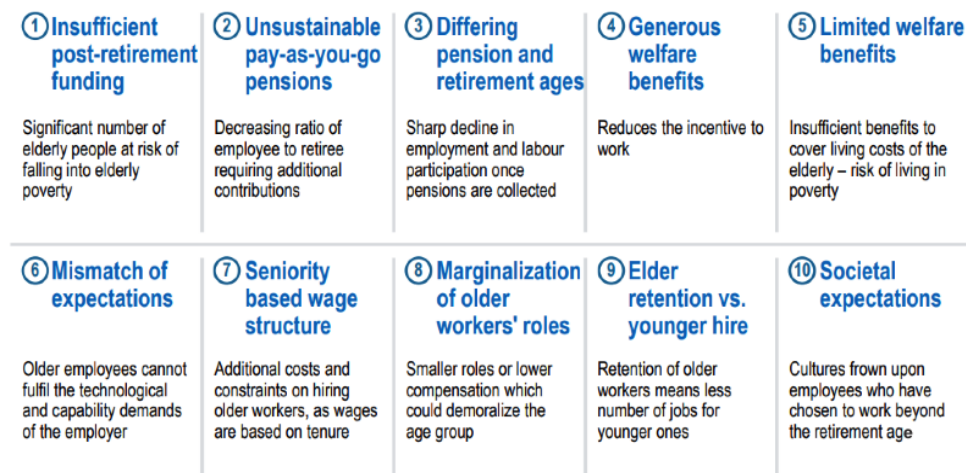 1 Insufficient
post-retirement
funding
Significant number of
elderly people at risk of
falling into elderly
poverty
2 Unsustainable
pay-as-you-go
pensions
Decreasing ratio of
employee to retiree
requiring additional
contributions
3 Differing
pension and
retirement ages
Sharp decline in
employment and labour
participation once
pensions are collected
4 Generous
welfare
benefits
Reduces the incentive to
work
5 Limited welfare
benefits
Insufficient benefits to
cover living costs of the
elderly – risk of living in
poverty
6 Mismatch of
expectations
Older employees cannot
fulfil the technological
and capability demands
of the employer
7 Seniority
based wage
structure
Additional costs and
constraints on hiring
older workers, as wages
are based on tenure
8 Marginalization
of older
workers' roles
Smaller roles or lower
compensation which
could demoralize the
age group
9 Elder
retention vs.
younger hire
Retention of older
workers means less
number of jobs for
younger ones
10 Societal
expectations
Cultures frown upon
employees who have
chosen to work beyond
the retirement age